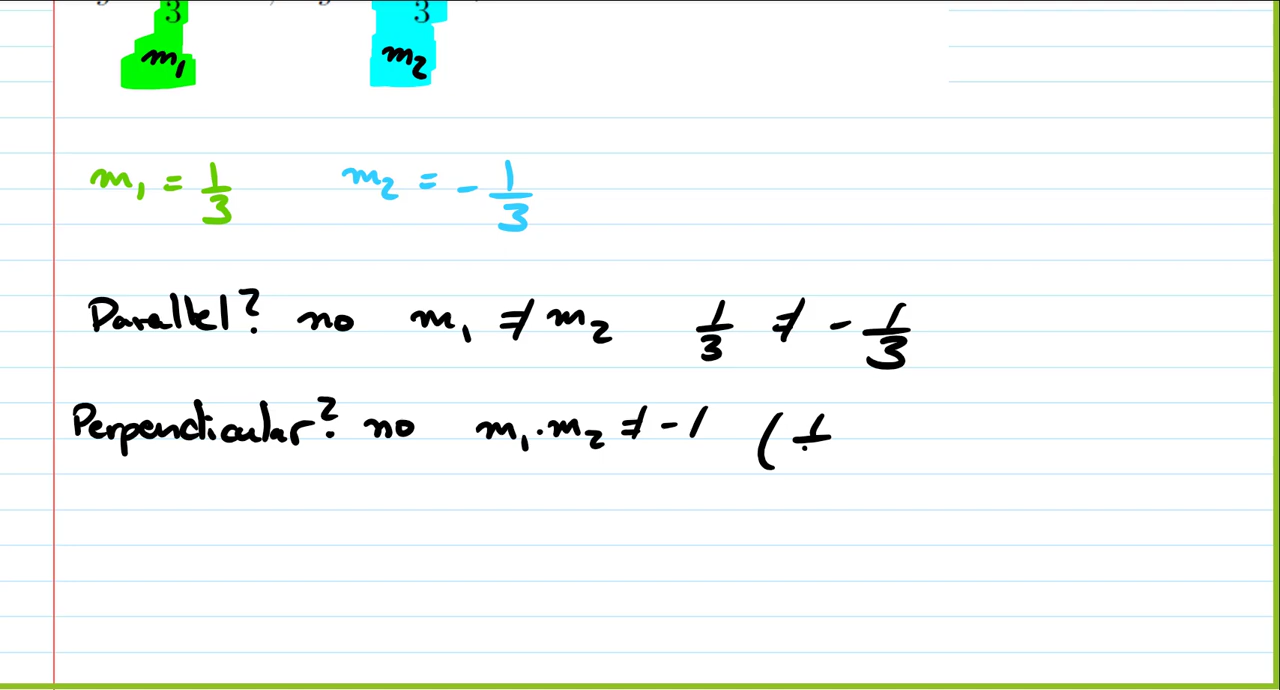 3 3
m₁ m₂
m₁ = 1/3 m₂ = - 1/3
Parallel? no m₁ ≠ m₂ 1/3 ≠ - 1/3
Perpendicular? no m₁ · m₂ ≠ -1 ( 1